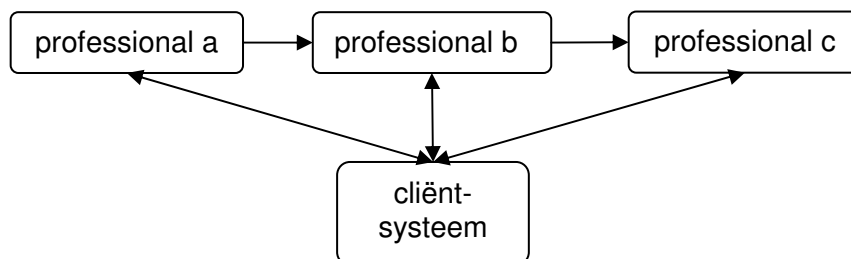 professional a
professional b
professional c
cliënt-
systeem